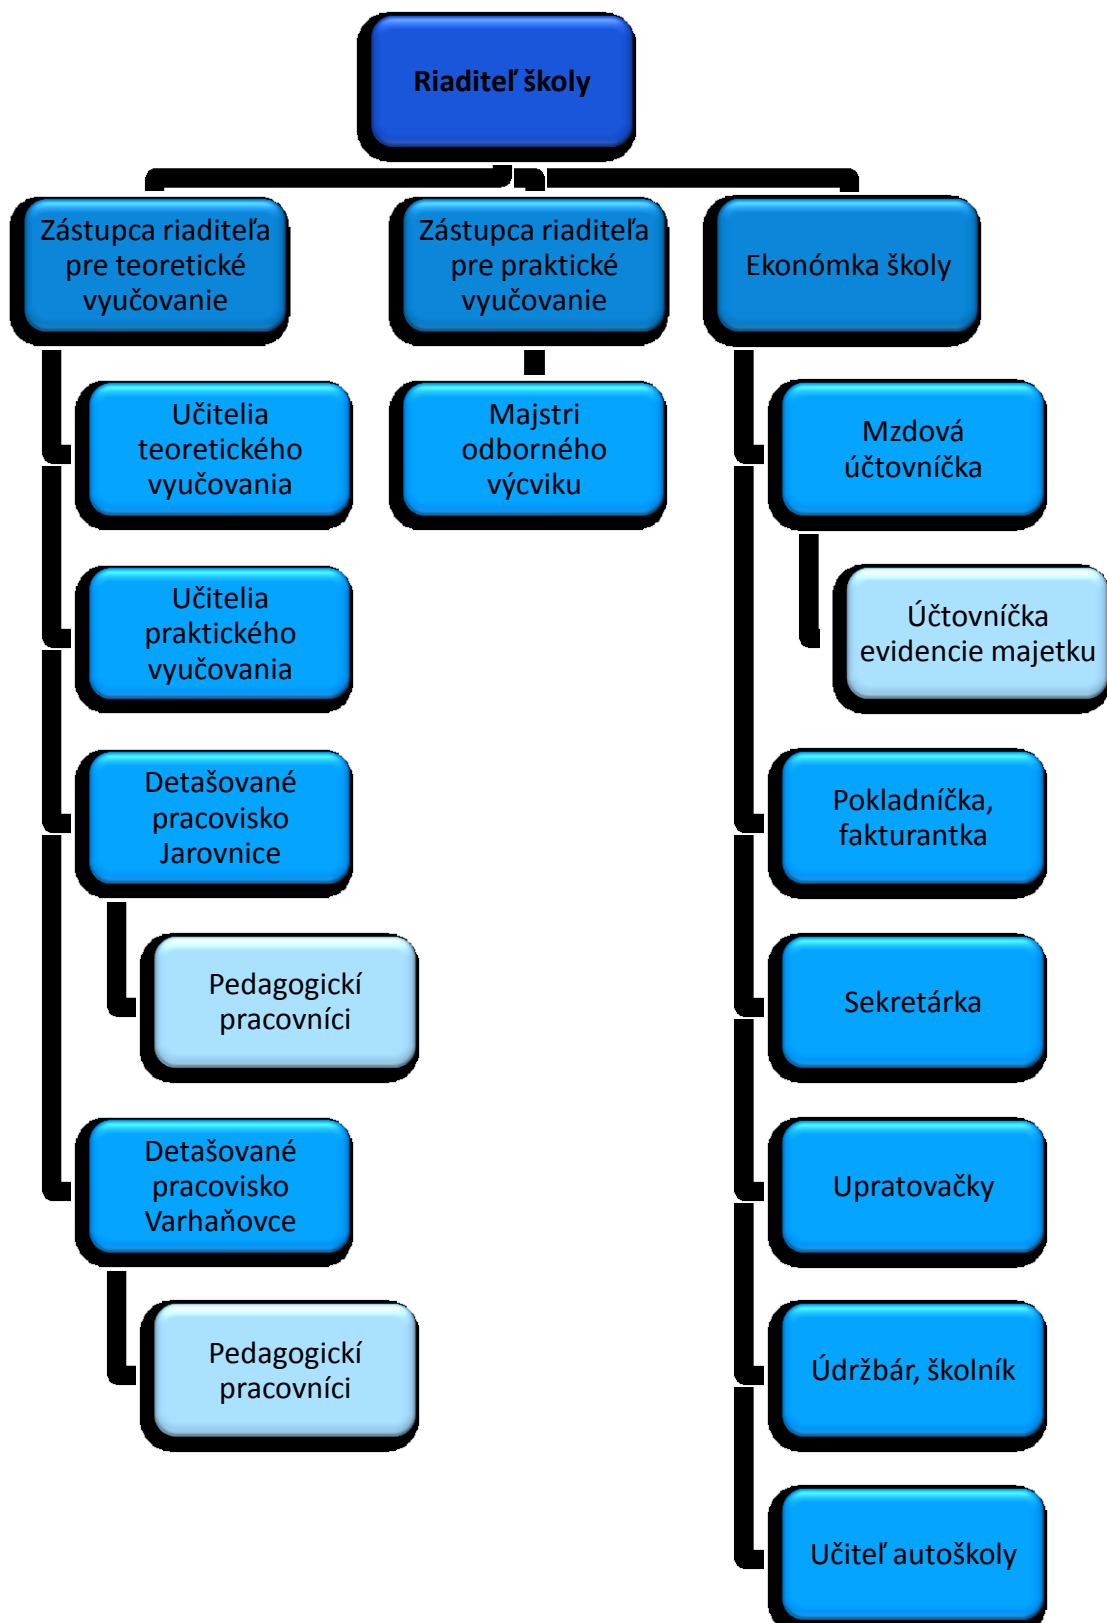 Riaditeľ školy
Zástupca riaditeľa
pre teoretické
vyučovanie
Zástupca riaditeľa
pre praktické
vyučovanie
Ekonómka školy
Učitelia
teoretického
vyučovania
Majstri
odborného
výcviku
Mzdová
účtovníčka
Učitelia
praktického
vyučovania
Účtovníčka
evidencie majetku
Detašované
pracovisko
Jarovnice
Pokladníčka,
fakturantka
Pedagogickí
pracovníci
Sekretárka
Detašované
pracovisko
Varhaňovce
Upratovačky
Pedagogickí
pracovníci
Údržbár, školník
Učiteľ autoškoly